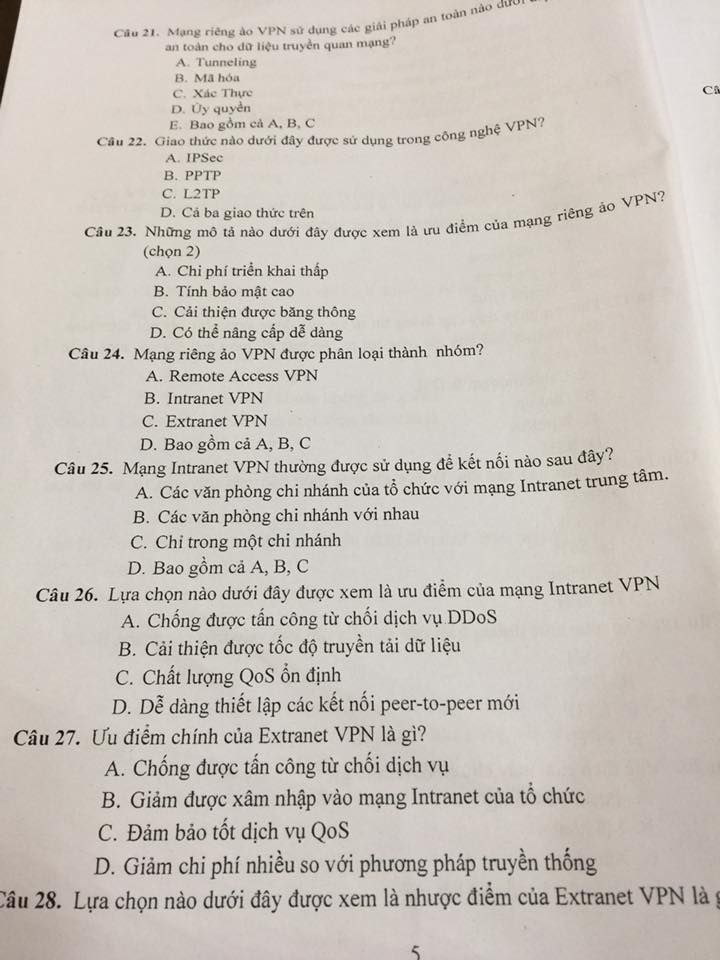 Câu 21. Mạng riêng ảo VPN sử dụng các giải pháp an toàn nào dưới
an toàn cho dữ liệu truyền quan mạng?
A. Tunneling
B. Mã hóa
C. Xác Thực
D. Ủy quyền
E. Bao gồm cả A, B, C
Câu 22. Giao thức nào dưới đây được sử dụng trong công nghệ VPN?
A. IPSec
B. PPTP
C. L2TP
D. Cả ba giao thức trên
Câu 23. Những mô tả nào dưới đây được xem là ưu điểm của mạng riêng ảo VPN?
(chọn 2)
A. Chi phí triển khai thấp
B. Tính bảo mật cao
C. Cải thiện được băng thông
D. Có thể nâng cấp dễ dàng
Câu 24. Mạng riêng ảo VPN được phân loại thành nhóm?
A. Remote Access VPN
B. Intranet VPN
C. Extranet VPN
D. Bao gồm cả A, B, C
Câu 25. Mạng Intranet VPN thường được sử dụng để kết nối nào sau đây?
A. Các văn phòng chi nhánh của tổ chức với mạng Intranet trung tâm.
B. Các văn phòng chi nhánh với nhau
C. Chỉ trong một chi nhánh
D. Bao gồm cả A, B, C
Câu 26. Lựa chọn nào dưới đây được xem là ưu điểm của mạng Intranet VPN
A. Chống được tấn công từ chối dịch vụ DDoS
B. Cải thiện được tốc độ truyền tải dữ liệu
C. Chất lượng QoS ổn định
D. Dễ dàng thiết lập các kết nối peer-to-peer mới
Câu 27. Ưu điểm chính của Extranet VPN là gì?
A. Chống được tấn công từ chối dịch vụ
B. Giảm được xâm nhập vào mạng Intranet của tổ chức
C. Đảm bảo tốt dịch vụ QoS
D. Giảm chi phí nhiều so với phương pháp truyền thống
Câu 28. Lựa chọn nào dưới đây được xem là nhược điểm của Extranet VPN là
5